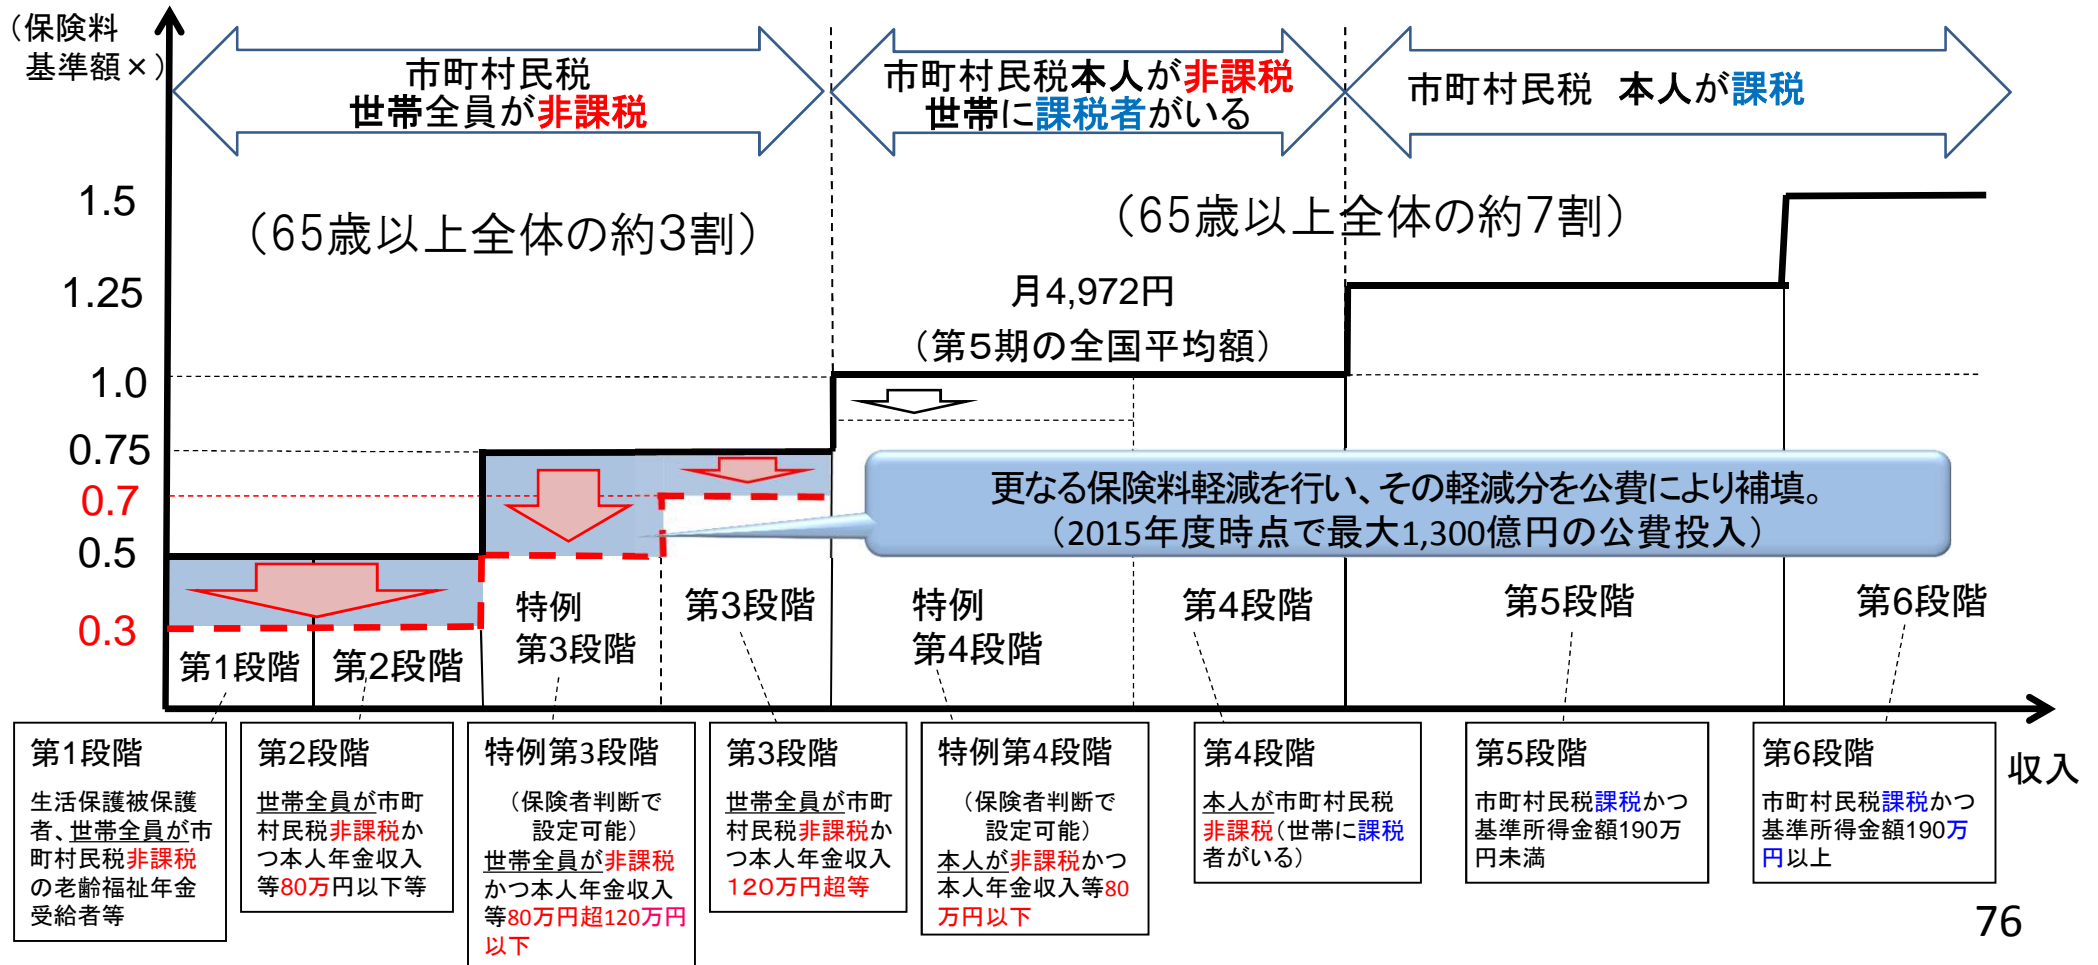 （保険料
基準額×）
市町村民税
世帯全員が非課税
市町村民税本人が非課税
世帯に課税者がいる
市町村民税　本人が課税
1.5
1.25
1.0
0.75
0.7
0.5
0.3
（65歳以上全体の約3割）
（65歳以上全体の約7割）
月4,972円
（第5期の全国平均額）
更なる保険料軽減を行い、その軽減分を公費により補填。
（2015年度時点で最大1,300億円の公費投入）
第1段階
第2段階
特例
第3段階
第3段階
特例
第4段階
第4段階
第5段階
第6段階
収入
第1段階
生活保護被保護
者、世帯全員が市
町村民税非課税
の老齢福祉年金
受給者等
第2段階
世帯全員が市町
村民税非課税か
つ本人年金収入
等80万円以下等
特例第3段階
（保険者判断で
設定可能）
世帯全員が非課税
かつ本人年金収入
等80万円超120万円
以下
第3段階
世帯全員が市町
村民税非課税か
つ本人年金収入
１２０万円超等
特例第4段階
（保険者判断で
設定可能）
本人が非課税かつ
本人年金収入等80
万円以下
第4段階
本人が市町村民税
非課税（世帯に課税
者がいる）
第5段階
市町村民税課税かつ
基準所得金額190万
円未満
第6段階
市町村民税課税かつ
基準所得金額190万
円以上
76